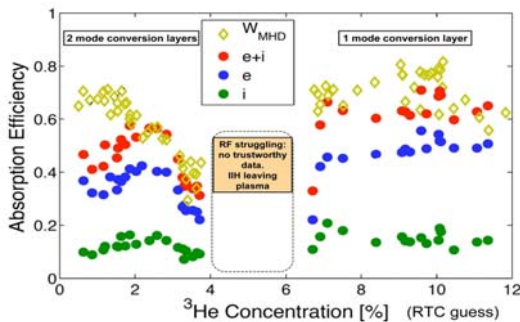 2 mode conversion layers
W_MHD
e+i
e
i
1 mode conversion layer
RF struggling:
no trustworthy
data.
IIH leaving
plasma
Absorption Efficiency
1
0.8
0.6
0.4
0.2
0
0 2 4 6 8 10 12
³He Concentration [%] (RTC guess)